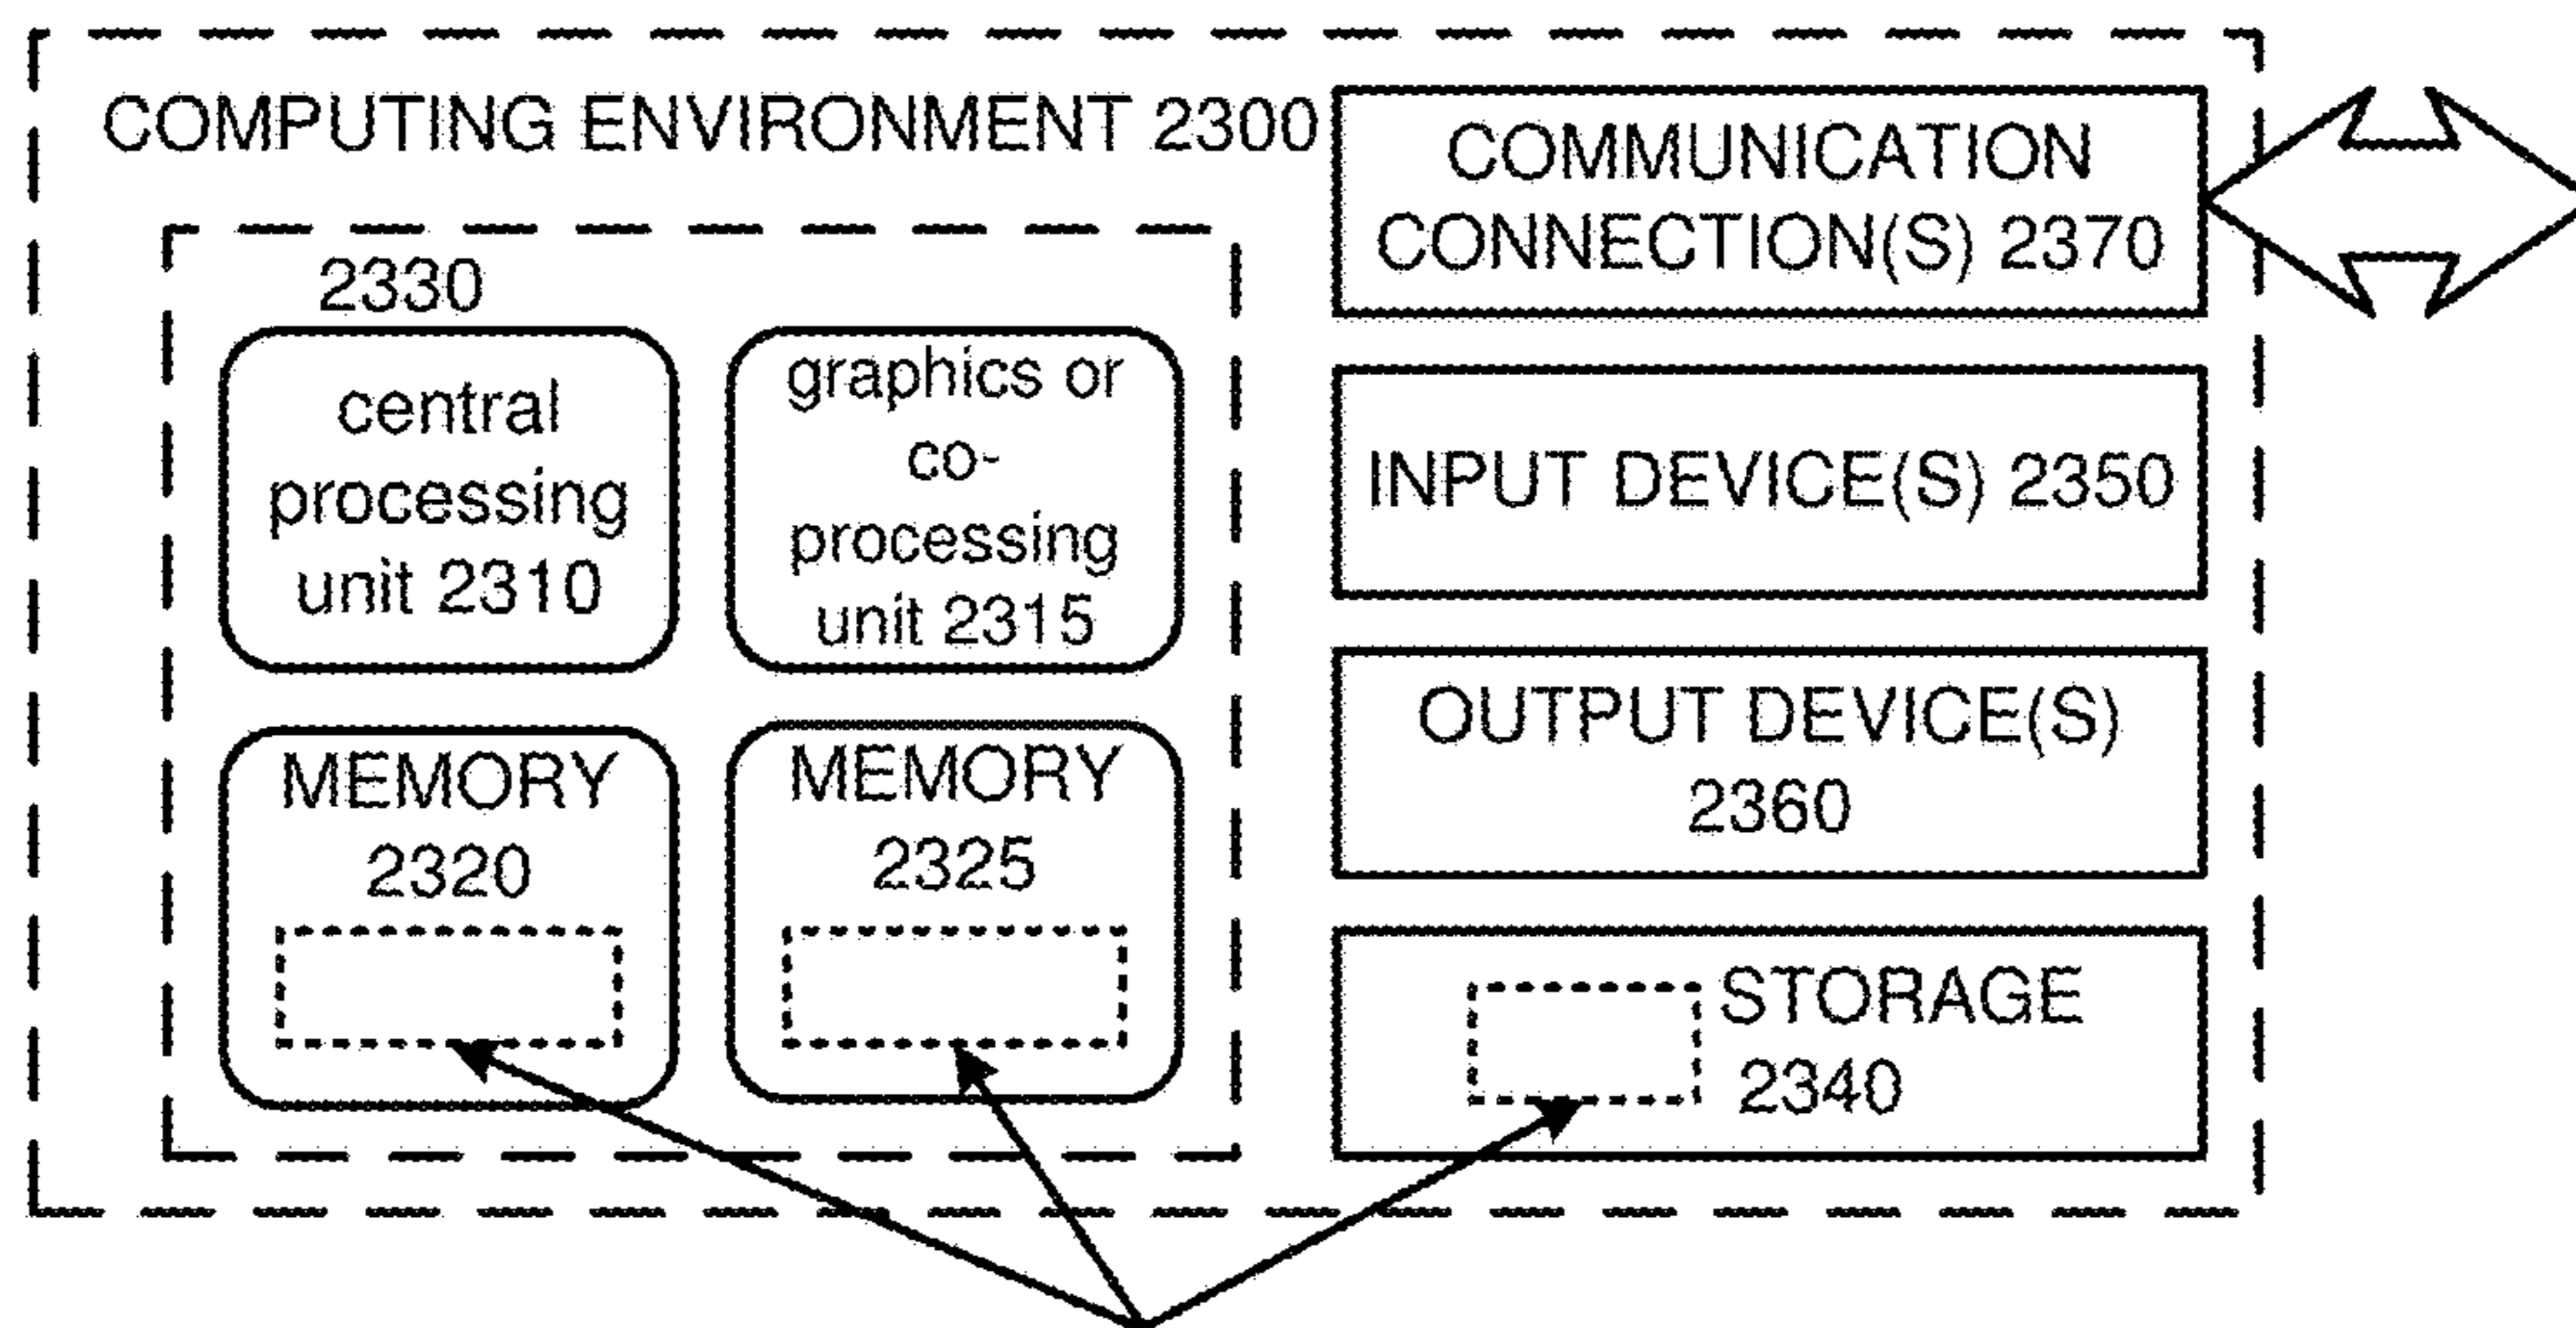 COMPUTING ENVIRONMENT 2300
2330
central
processing
unit 2310
graphics or
co-
processing
unit 2315
MEMORY
2320
MEMORY
2325
COMMUNICATION
CONNECTION(S) 2370
INPUT DEVICE(S) 2350
OUTPUT DEVICE(S)
2360
STORAGE
2340